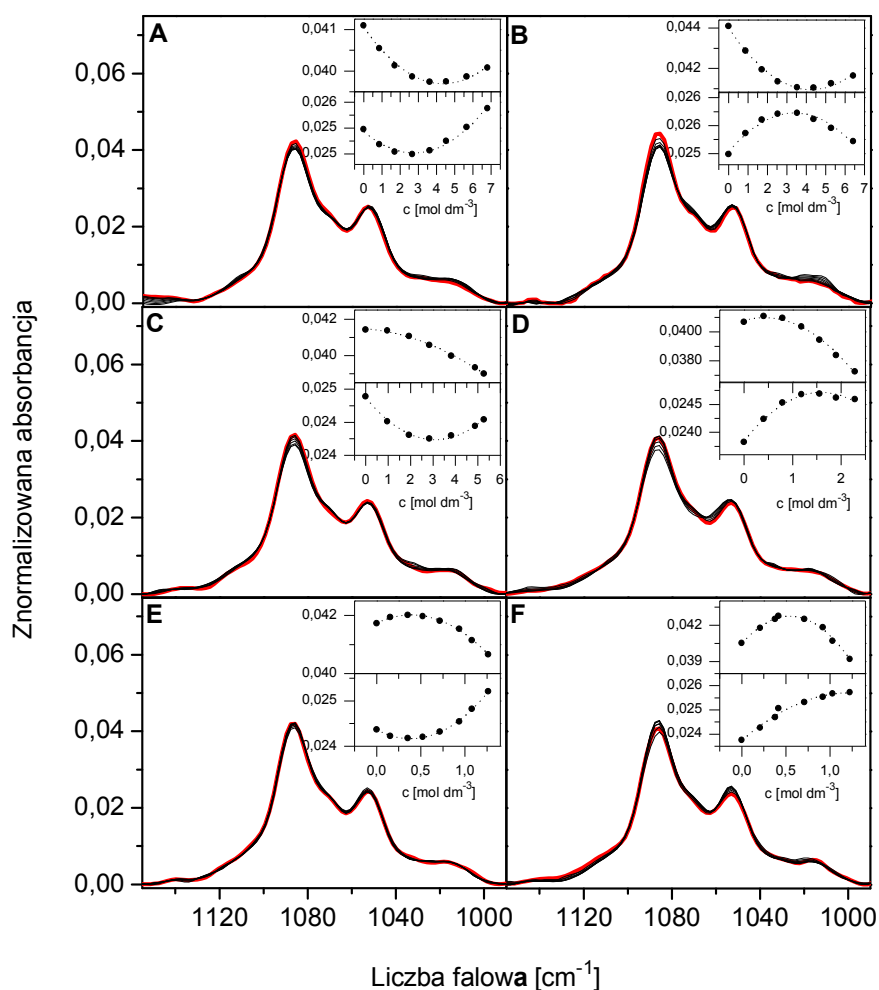 Znormalizowana absorbancja
0,06
0,04
0,02
0,00
0,06
0,04
0,02
0,00
0,06
0,04
0,02
0,00
A
0,041
0,040
0,026
0,025
0,025
0 1 2 3 4 5 6 7
c [mol dm-3]
B
0,044
0,042
0,026
0,026
0,025
0 1 2 3 4 5 6 7
c [mol dm-3]
C
0,042
0,040
0,025
0,024
0,024
0 1 2 3 4 5 6
c [mol dm-3]
D
0,0400
0,0380
0,0245
0,0240
0 1 2
c [mol dm-3]
E
0,042
0,040
0,025
0,024
0,0 0,5 1,0
c [mol dm-3]
F
0,042
0,039
0,026
0,025
0,024
0,0 0,5 1,0
c [mol dm-3]
1120 1080 1040 1000 1120 1080 1040 1000
Liczba falowa [cm-1]